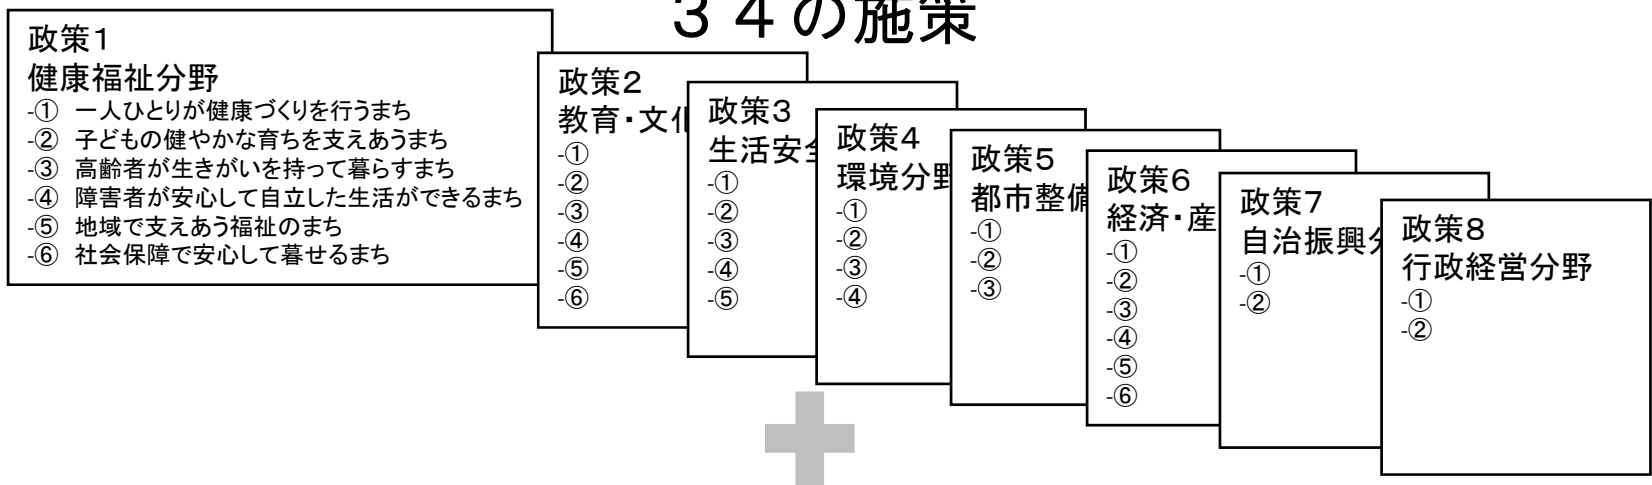 34の施策
政策1
健康福祉分野
-① 一人ひとりが健康づくりを行うまち
-② 子どもの健やかな育ちを支えあうまち
-③ 高齢者が生きがいを持って暮らすまち
-④ 障害者が安心して自立した生活ができるまち
-⑤ 地域で支えあう福祉のまち
-⑥ 社会保障で安心して暮せるまち
政策2
教育・文
-①
-②
-③
-④
-⑤
-⑥
政策3
生活安
-①
-②
-③
-④
-⑤
政策4
環境分野
-①
-②
-③
-④
政策5
都市整備
-①
-②
-③
政策6
経済・産
-①
-②
-③
-④
-⑤
-⑥
政策7
自治振興
-①
-②
政策8
行政経営分野
-①
-②